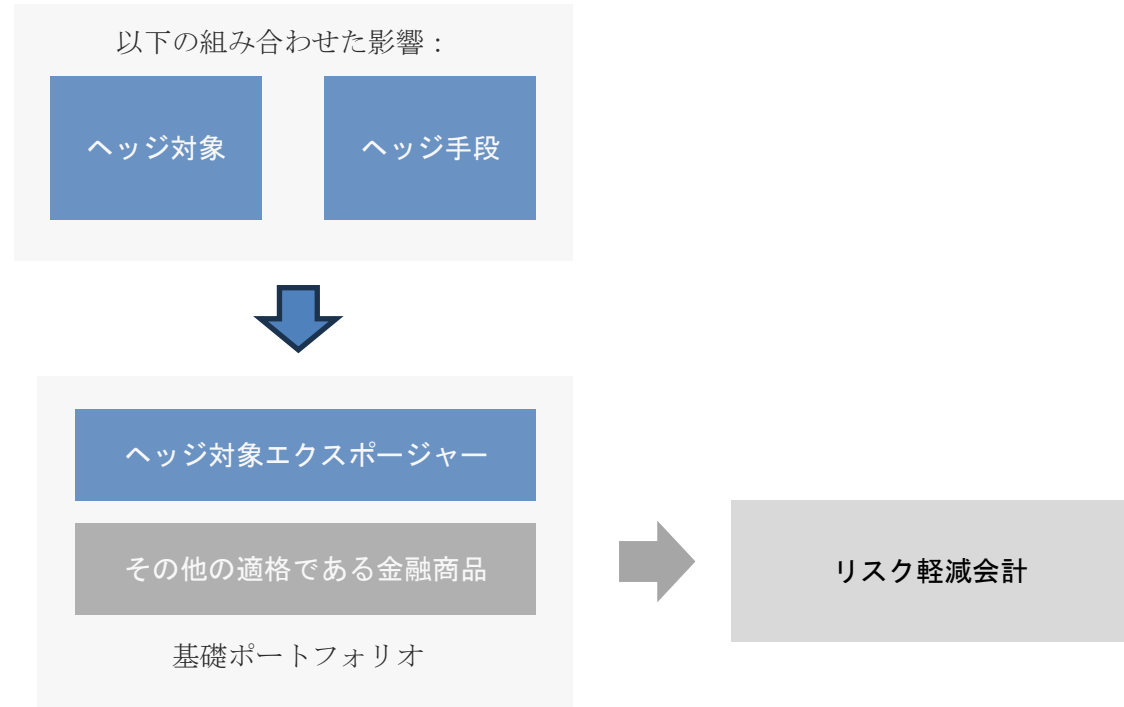 以下の組み合わせた影響：
ヘッジ対象
ヘッジ手段
ヘッジ対象エクスポージャー
その他の適格である金融商品
基礎ポートフォリオ
リスク軽減会計